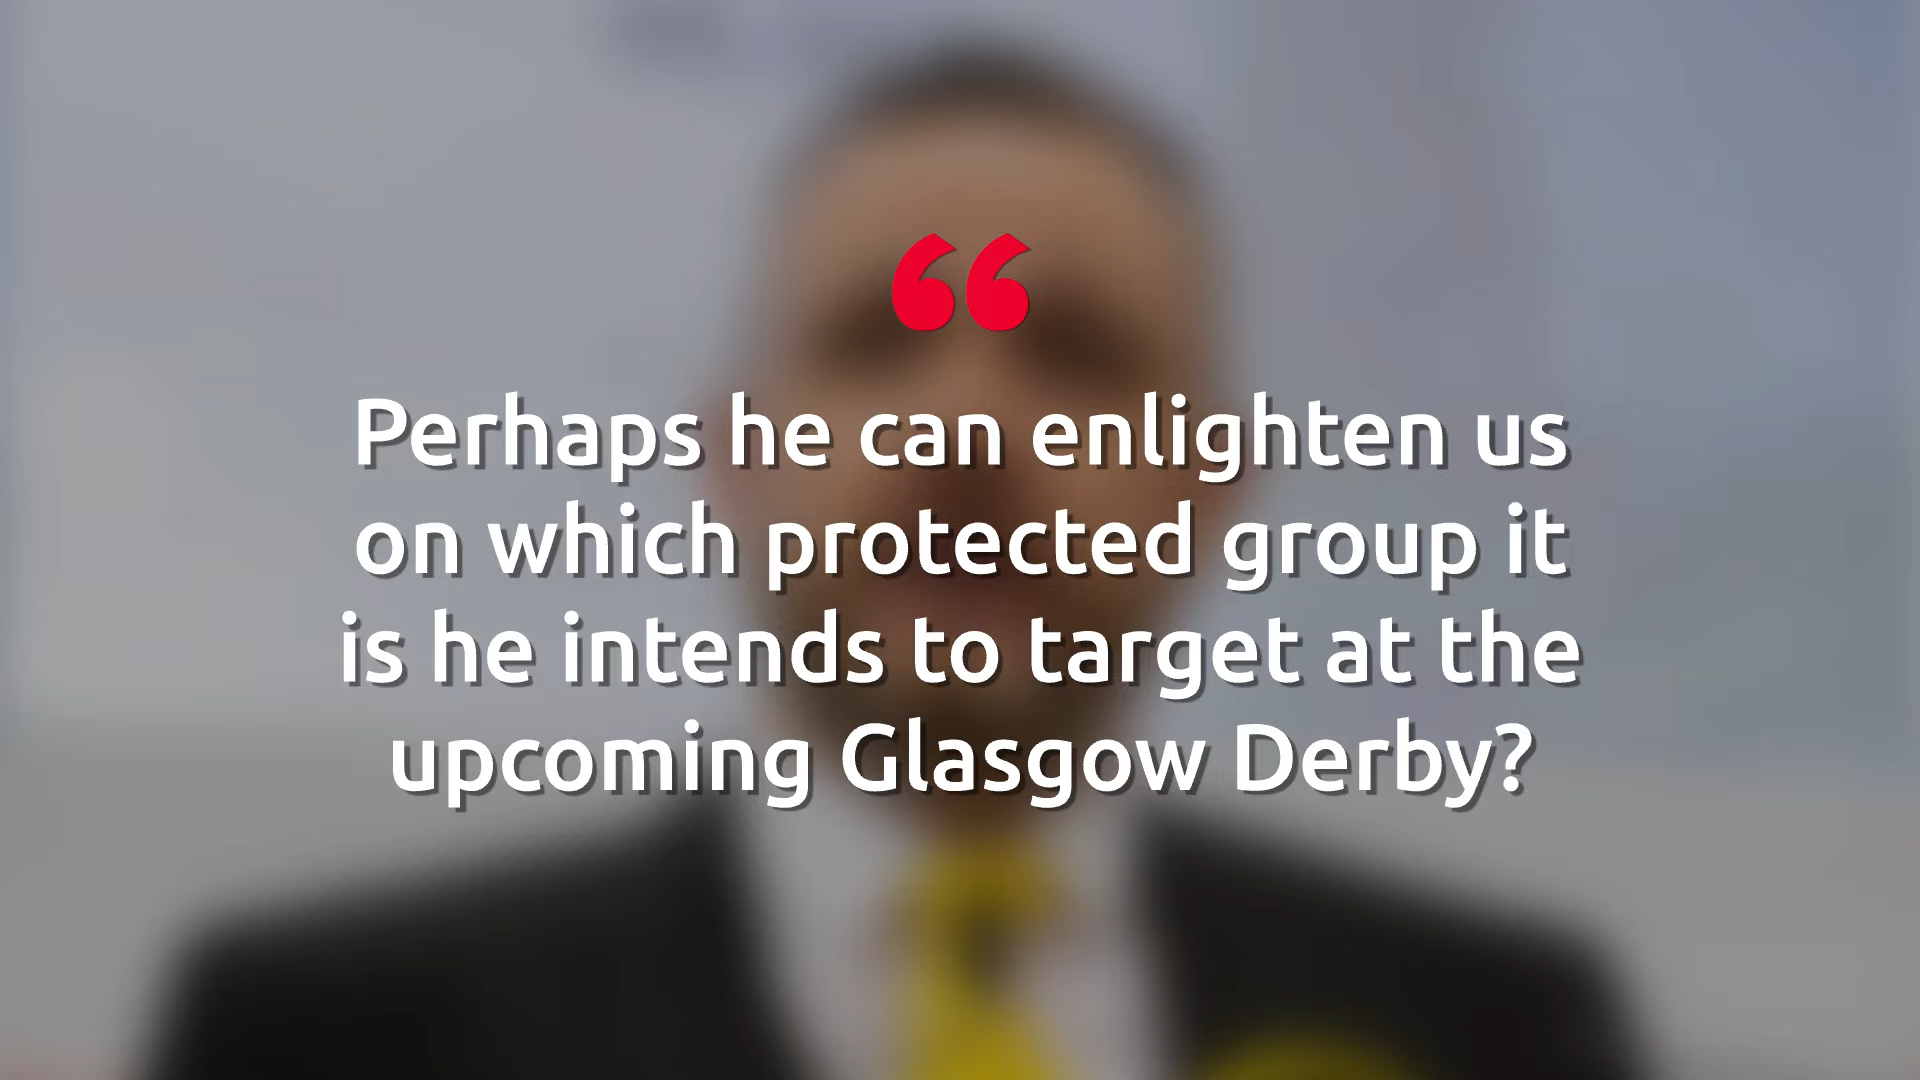 “
Perhaps he can enlighten us
on which protected group it
is he intends to target at the
upcoming Glasgow Derby?